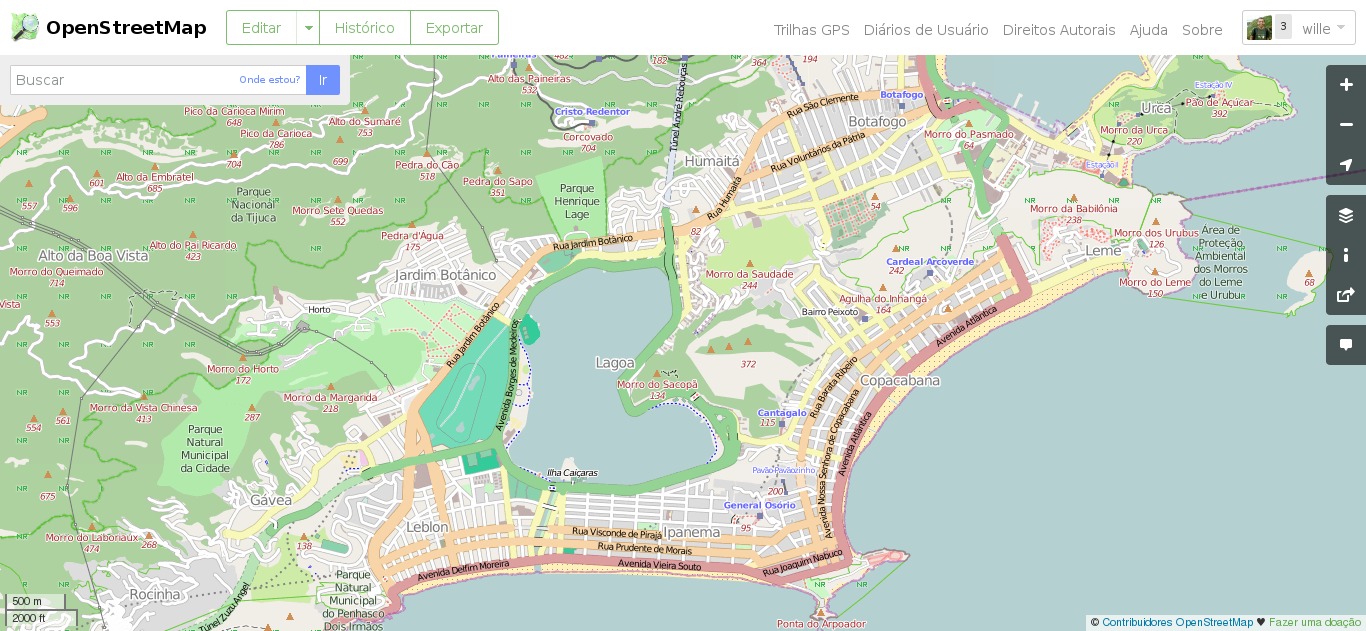 OpenStreetMap
Editar
Histórico
Exportar
Trilhas GPS
Diários de Usuário
Direitos Autorais
Ajuda
Sobre
3
wille
Buscar
Onde estou?
Ir
Alto das Paineiras
532
182
194
364
Cristo Redentor
Corcovado
704
Túnel André Rebouças
Rua São Clemente
Botafogo
Botafogo
Estação IV
Urca
Pão de Açúcar
392
Pico da Carioca Mirim
648
Pico da Carioca
786
Alto do Sumaré
753
699
704
Morro do Pasmado
64
Morro da Urca
220
Estação I
Rua Voluntários da Pátria
Humaitá
Pedra do Cão
518
Pedra do Sapo
351
Alto da Embratel
685
601
596
557
Parque
Nacional
da Tijuca
Morro Sete Quedas
552
Parque
Henrique
Lage
Rua Humaitá
54
Morro da Babilônia
238
Morro dos Urubus
126
Área de
Proteção
Ambiental
dos Morros
do Leme
e Urubu
Pedra d'Água
175
Rua Jardim Botânico
82
Alto do Pai Ricardo
423
Alto da Boa Vista
Morro do Queimado
714
Vista
Jardim Botânico
Morro da Saudade
244
Cardeal Arcoverde
242
Leme
Morro do Leme
150
68
Agulha do Inhangá
164
Bairro Peixoto
Horto
553
Avenida Atlântica
Rua Jardim Botânico
Avenida Borges de Medeiros
Lagoa
372
Morro do Horto
172
Morro do Sacopã
134
Rua Barata Ribeiro
Copacabana
Morro da Margarida
218
Morro da Vista Chinesa
413
287
561
554
Cantagalo
115
Avenida Nossa Senhora de Copacabana
Avenida Atlântica
Parque
Natural
Municipal
da Cidade
Ilha Caiçaras
Pavão-Pavãozinho
200
675
Gávea
General Osório
95
Leblon
Rua Visconde de Pirajá
Ipanema
Rua Prudente de Morais
Morro do Laboriaux
474
268
138
Avenida Delfim Moreira
Avenida Vieira Souto
Rua Joaquim Nabuco
Rocinha
Túnel Zuzu Angel
Parque
Natural
Municipal
do Penhasco
Dois Irmãos
Ponta do Arpoador
500 m
2000 ft
© Contribuidores OpenStreetMap ♥ Fazer uma doação